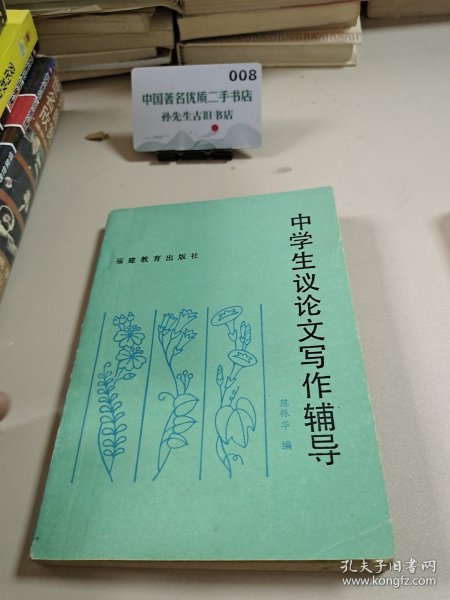 008
中国著名优质二手书店
孙先生古旧书店
福建教育出版社
中学生议论文写作辅导
陈振华 编
孔夫子旧书网
www.kongfz.com